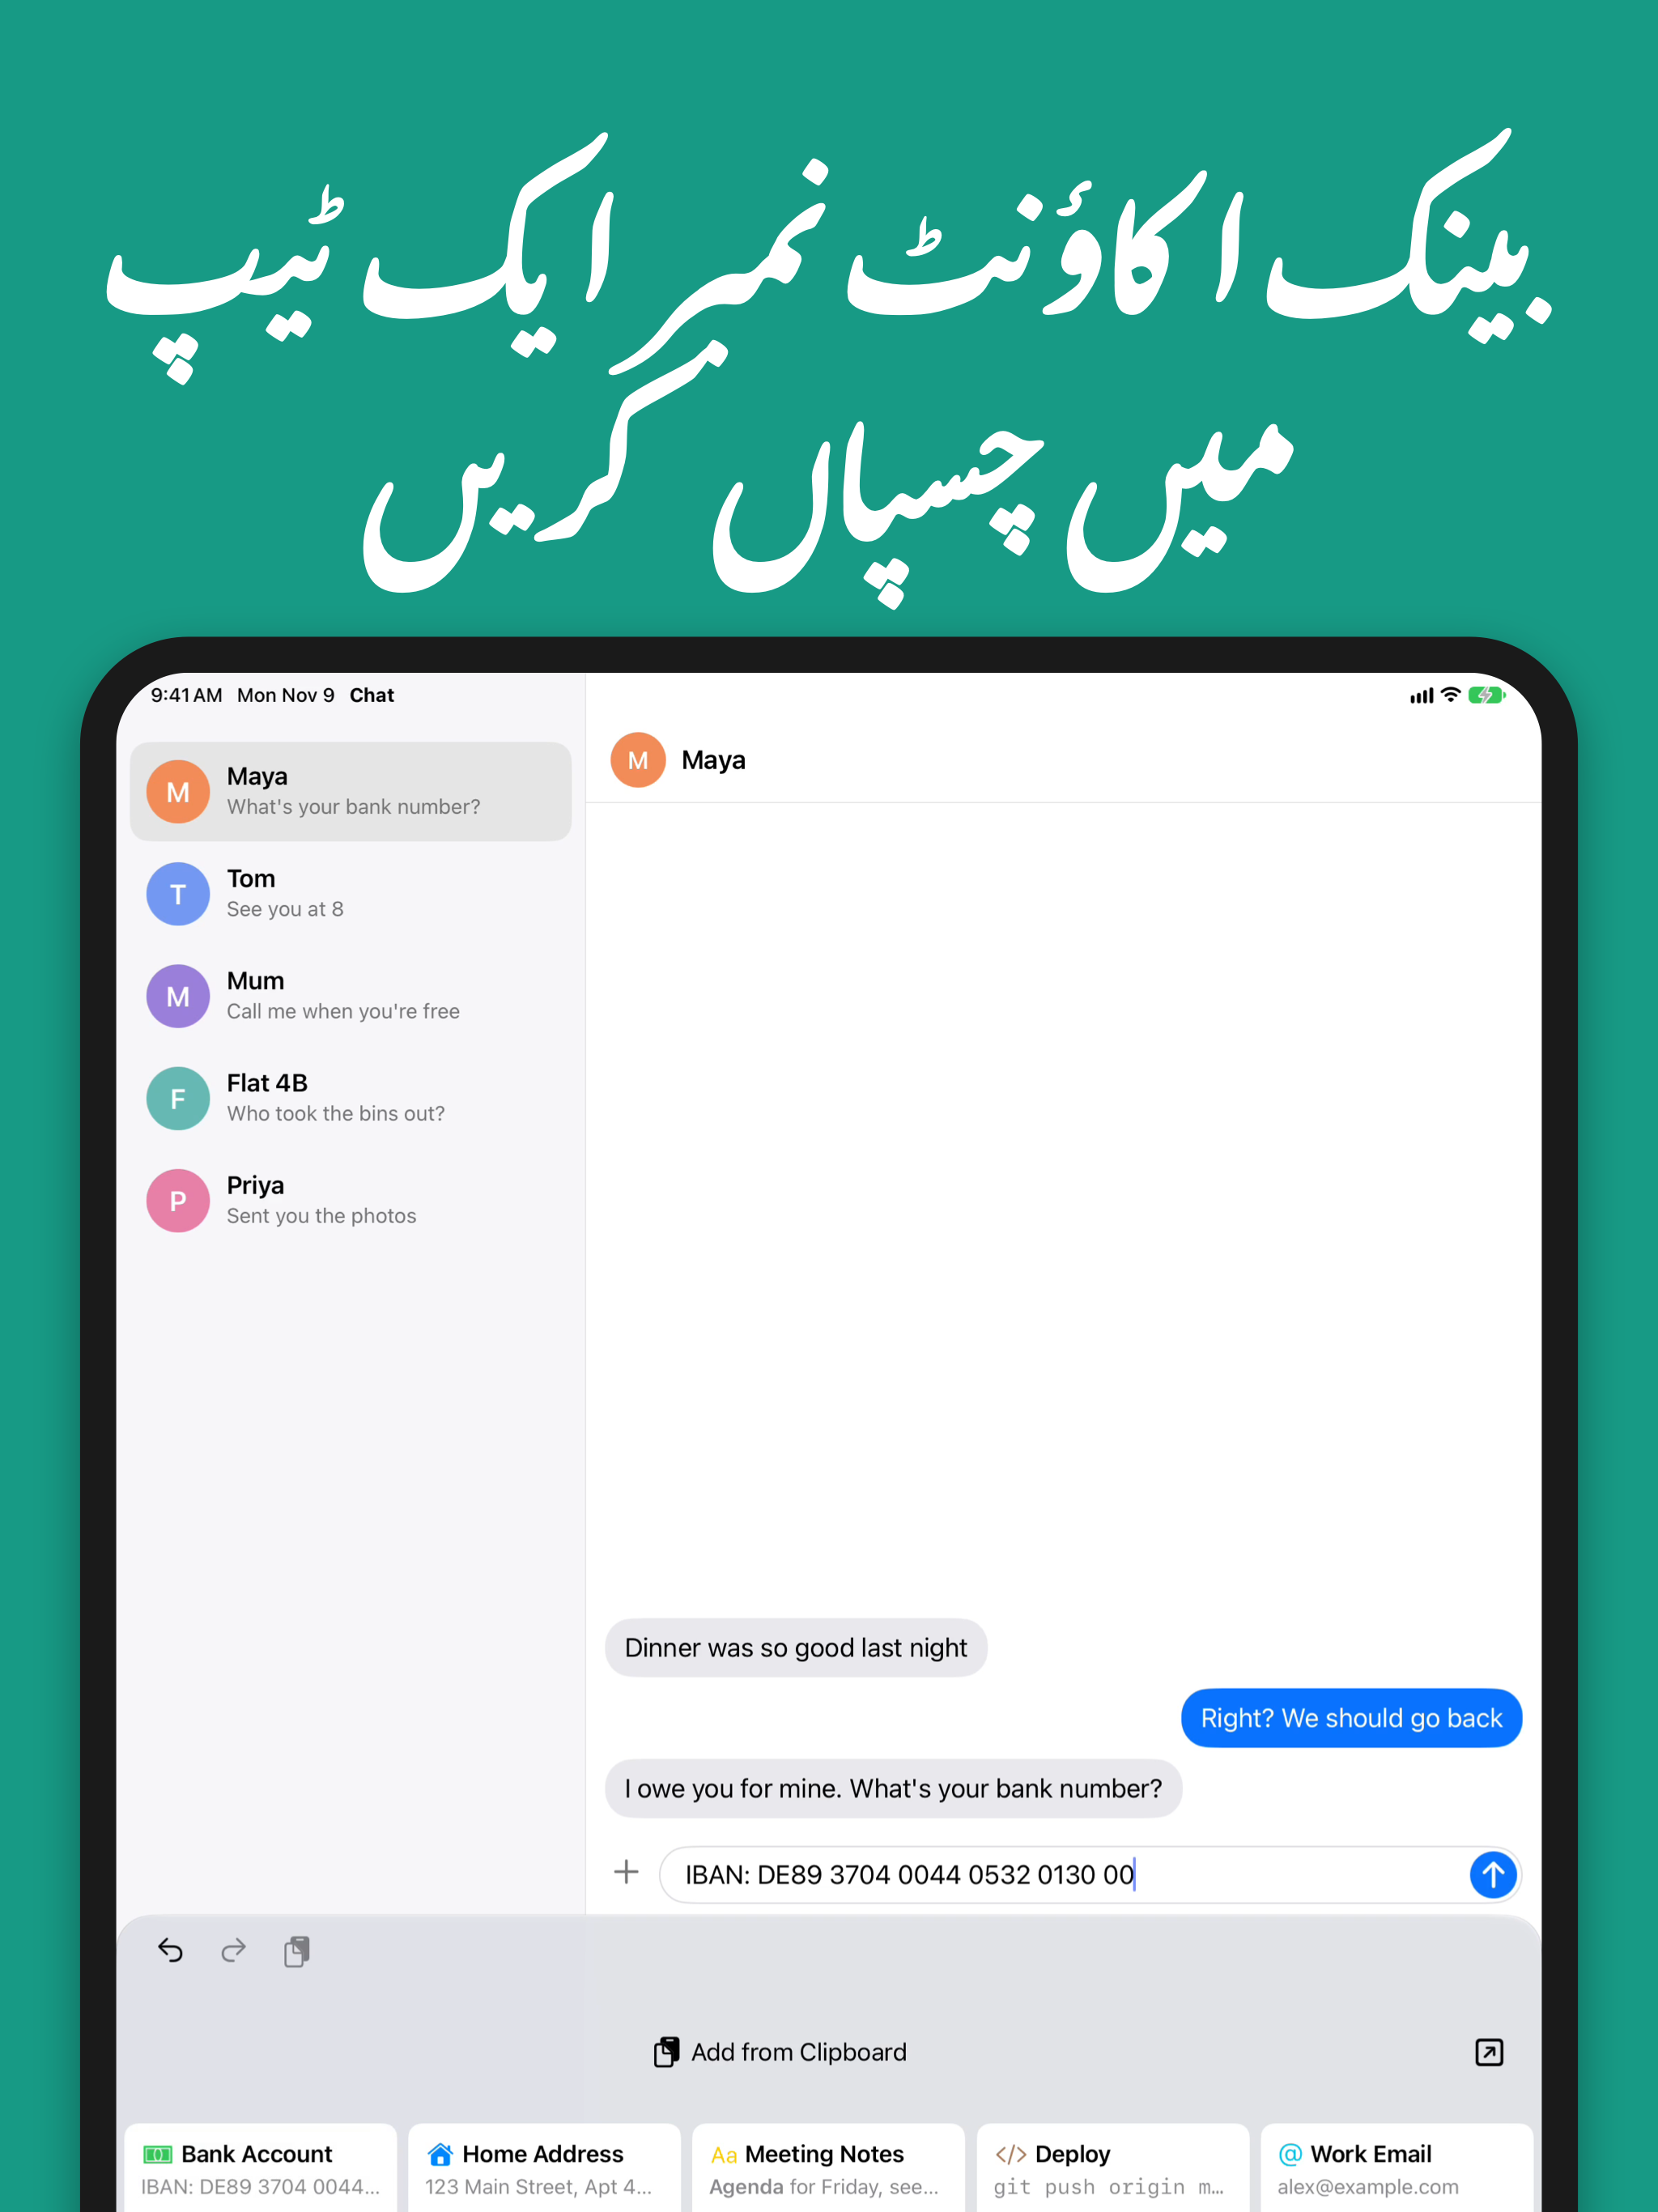 بینک اکاؤنٹ نمبر ایک ٹیپ
میں چسپاں کریں
9:41 AM Mon Nov 9 Chat
M Maya
What's your bank number?
T Tom
See you at 8
M Mum
Call me when you're free
F Flat 4B
Who took the bins out?
P Priya
Sent you the photos
M Maya
Dinner was so good last night
Right? We should go back
I owe you for mine. What's your bank number?
IBAN: DE89 3704 0044 0532 0130 00
Add from Clipboard
Bank Account
IBAN: DE89 3704 0044...
Home Address
123 Main Street, Apt 4...
Aa Meeting Notes
Agenda for Friday, see...
</> Deploy
git push origin m...
@ Work Email
alex@example.com